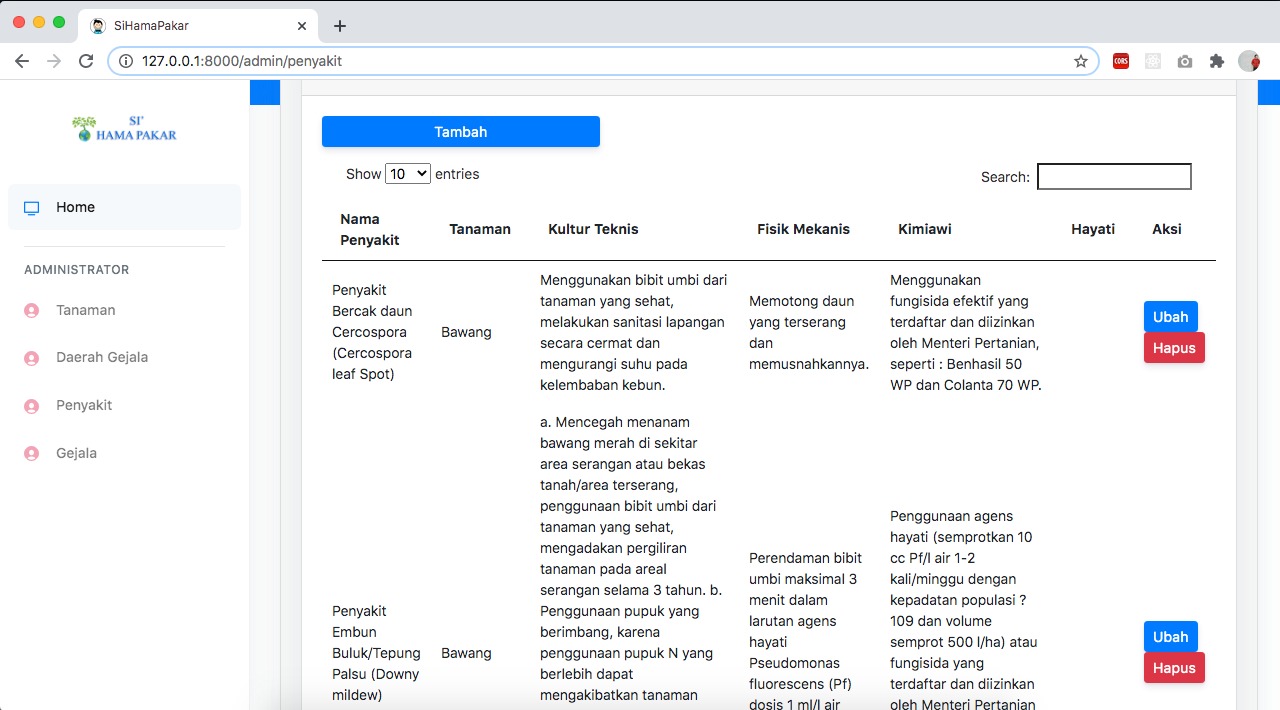 SiHamaPakar
127.0.0.1:8000/admin/penyakit
CORS
SI'
HAMA PAKAR
Home
ADMINISTRATOR
Tanaman
Daerah Gejala
Penyakit
Gejala
Tambah
Show 10 entries
Search:
Nama
Penyakit
Tanaman
Kultur Teknis
Fisik Mekanis
Kimiawi
Hayati
Aksi
Penyakit
Bercak daun
Cercospora
(Cercospora
leaf Spot)
Bawang
Menggunakan bibit umbi dari
tanaman yang sehat,
melakukan sanitasi lapangan
secara cermat dan
mengurangi suhu pada
kelembaban kebun.
Memotong daun
yang terserang
dan
memusnahkannya.
Menggunakan
fungisida efektif yang
terdaftar dan diizinkan
oleh Menteri Pertanian,
seperti : Benhasil 50
WP dan Colanta 70 WP.
Ubah
Hapus
Penyakit
Embun
Buluk/Tepung
Palsu (Downy
mildew)
Bawang
a. Mencegah menanam
bawang merah di sekitar
area serangan atau bekas
tanah/area terserang,
penggunaan bibit umbi dari
tanaman yang sehat,
mengadakan pergiliran
tanaman pada areal
serangan selama 3 tahun. b.
Penggunaan pupuk yang
berimbang, karena
penggunaan pupuk N yang
berlebih dapat
mengakibatkan tanaman
Perendaman bibit
umbi maksimal 3
menit dalam
larutan agens
hayati
Pseudomonas
fluorescens (Pf)
dosis 1 ml/l air
Penggunaan agens
hayati (semprotkan 10
cc Pf/l air 1-2
kali/minggu dengan
kepadatan populasi ?
109 dan volume
semprot 500 l/ha) atau
fungisida yang
terdaftar dan diizinkan
oleh Menteri Pertanian
Ubah
Hapus